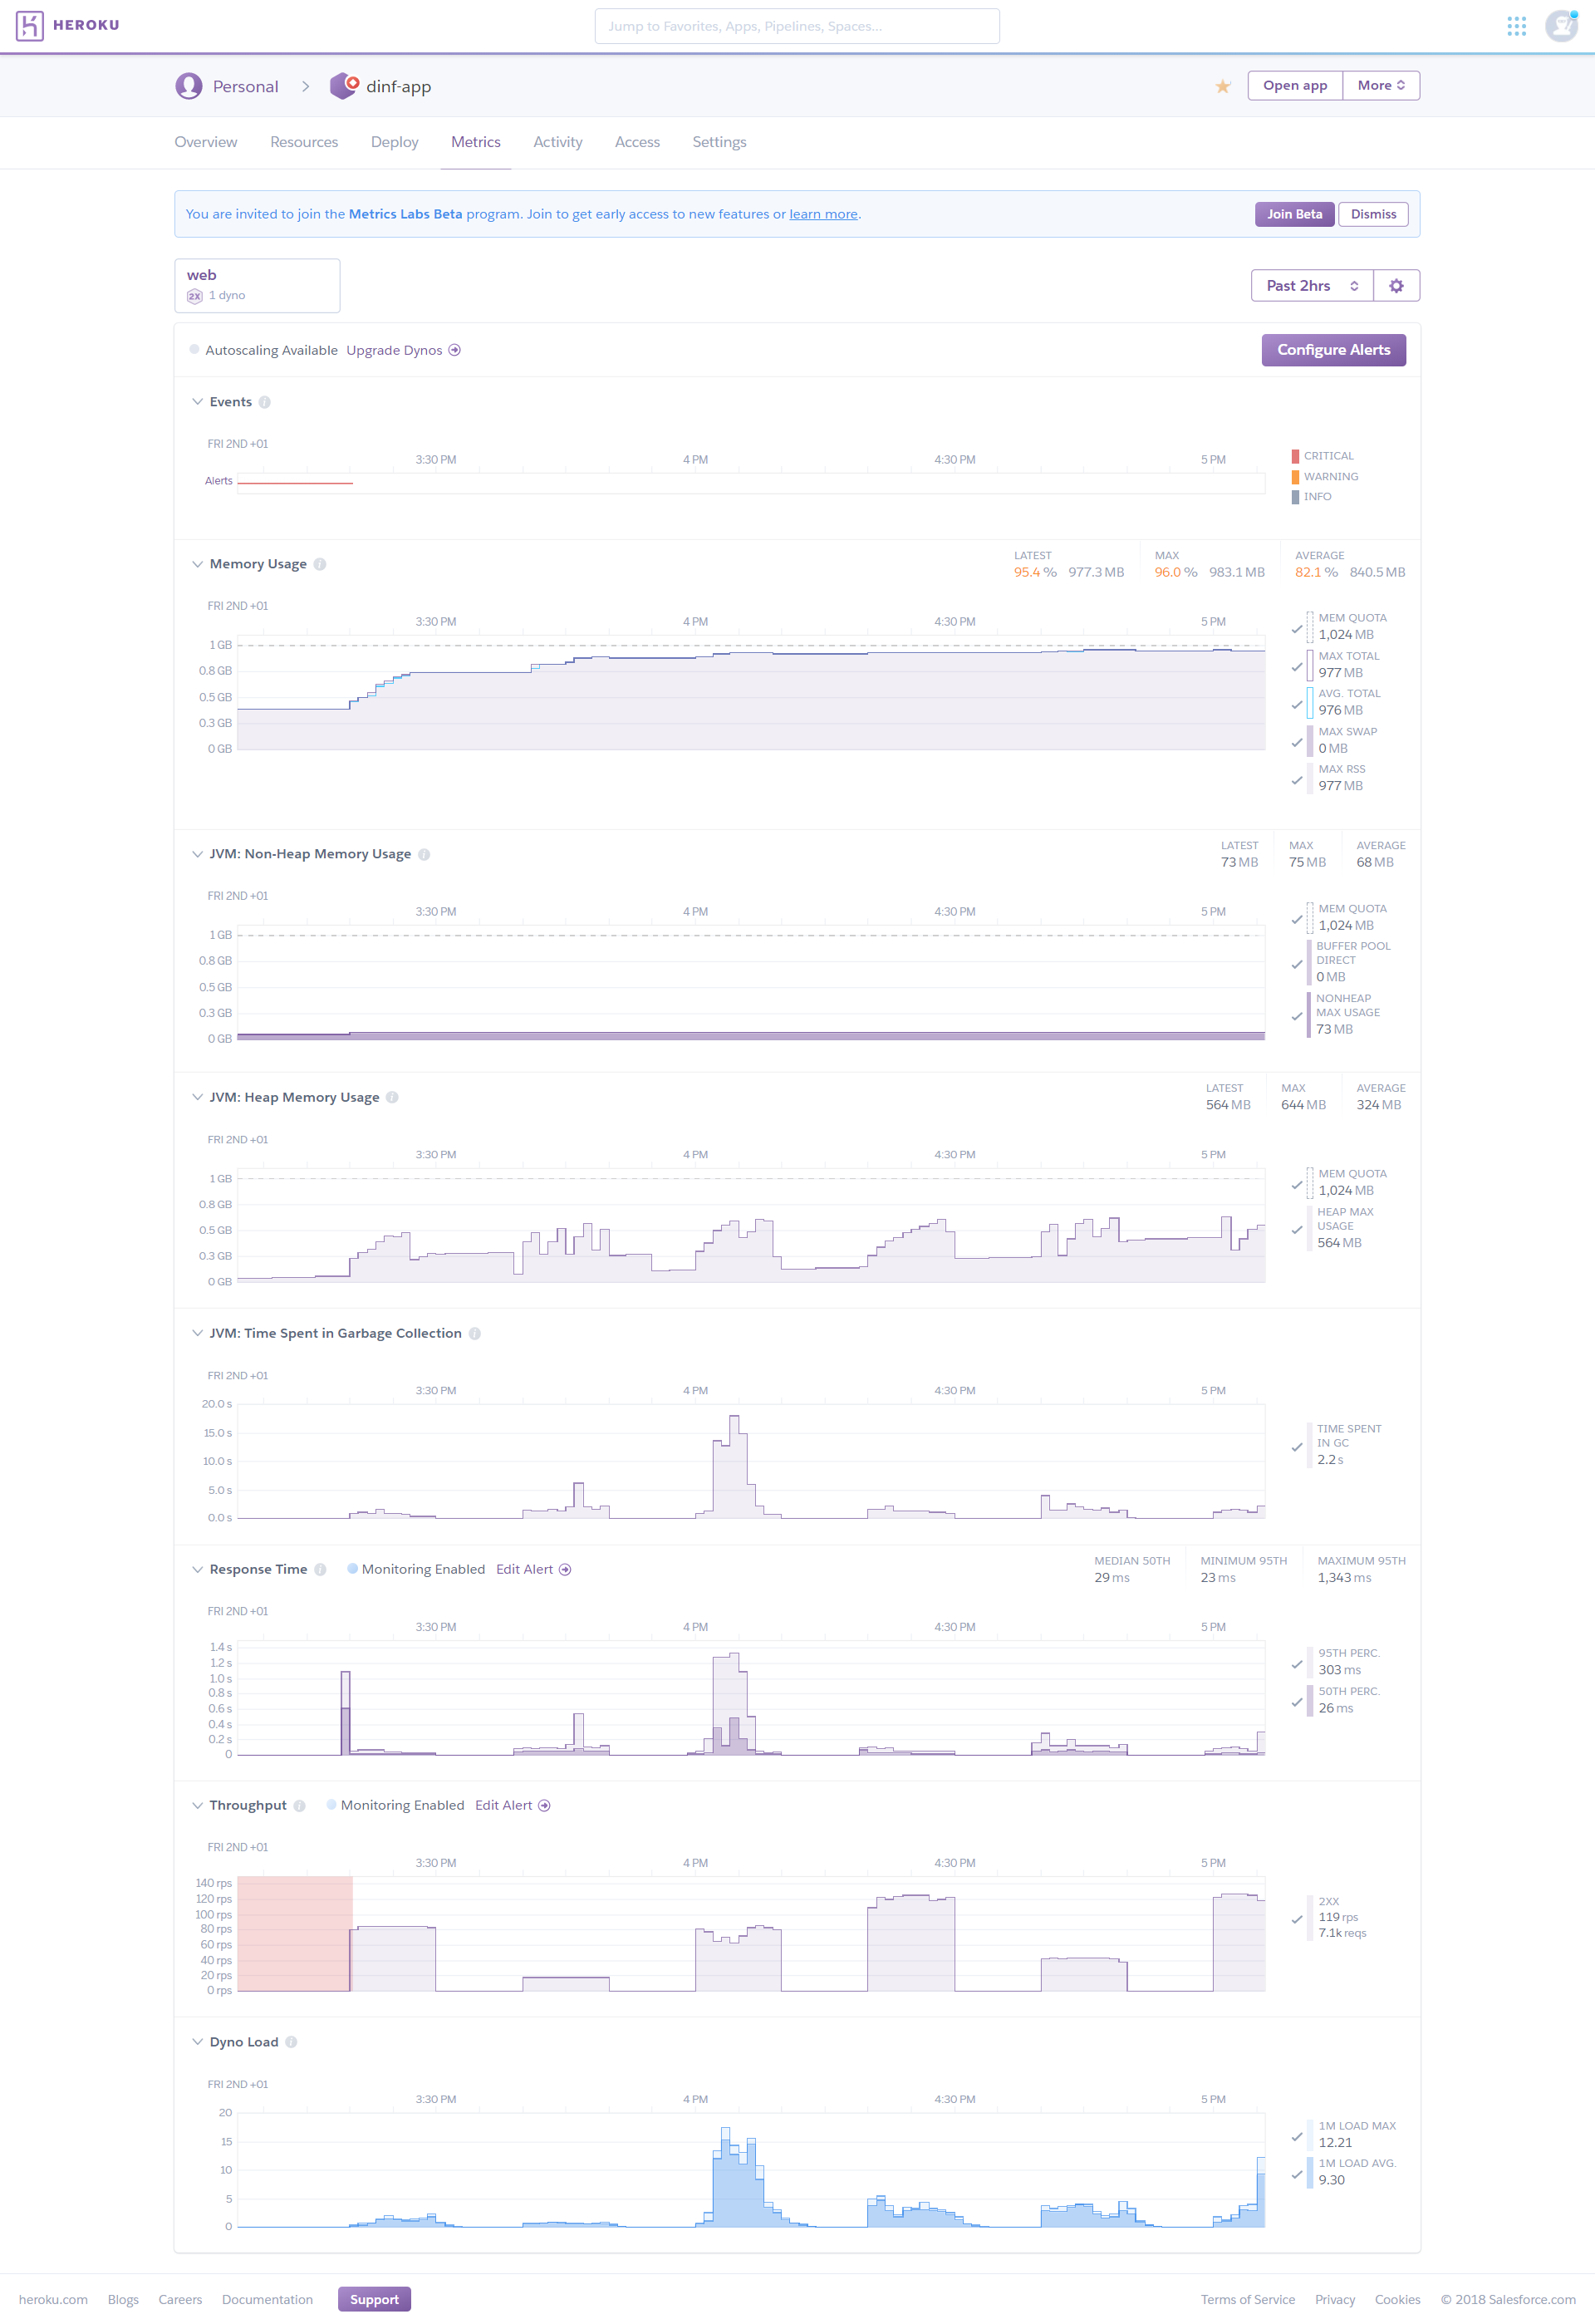 HEROKU
Jump to Favorites, Apps, Pipelines, Spaces...
Personal > dinf-app
Open app More
Overview Resources Deploy Metrics Activity Access Settings
You are invited to join the Metrics Labs Beta program. Join to get early access to new features or learn more.
Join Beta Dismiss
web
2X 1 dyno
Past 2hrs
Autoscaling Available Upgrade Dynos
Configure Alerts
Events
FRI 2ND +01
3:30 PM 4 PM 4:30 PM 5 PM
Alerts
CRITICAL
WARNING
INFO
Memory Usage
LATEST MAX AVERAGE
95.4 % 977.3 MB 96.0 % 983.1 MB 82.1 % 840.5 MB
FRI 2ND +01
3:30 PM 4 PM 4:30 PM 5 PM
1 GB
0.8 GB
0.5 GB
0.3 GB
0 GB
MEM QUOTA
1,024 MB
MAX TOTAL
977 MB
AVG. TOTAL
976 MB
MAX SWAP
0 MB
MAX RSS
977 MB
JVM: Non-Heap Memory Usage
LATEST MAX AVERAGE
73 MB 75 MB 68 MB
FRI 2ND +01
3:30 PM 4 PM 4:30 PM 5 PM
1 GB
0.8 GB
0.5 GB
0.3 GB
0 GB
MEM QUOTA
1,024 MB
BUFFER POOL
DIRECT
0 MB
NONHEAP
MAX USAGE
73 MB
JVM: Heap Memory Usage
LATEST MAX AVERAGE
564 MB 644 MB 324 MB
FRI 2ND +01
3:30 PM 4 PM 4:30 PM 5 PM
1 GB
0.8 GB
0.5 GB
0.3 GB
0 GB
MEM QUOTA
1,024 MB
HEAP MAX
USAGE
564 MB
JVM: Time Spent in Garbage Collection
FRI 2ND +01
3:30 PM 4 PM 4:30 PM 5 PM
20.0 s
15.0 s
10.0 s
5.0 s
0.0 s
TIME SPENT
IN GC
2.2 s
Response Time Monitoring Enabled Edit Alert
MEDIAN 50TH MINIMUM 95TH MAXIMUM 95TH
29 ms 23 ms 1,343 ms
FRI 2ND +01
3:30 PM 4 PM 4:30 PM 5 PM
1.4 s
1.2 s
1.0 s
0.8 s
0.6 s
0.4 s
0.2 s
0
95TH PERC.
303 ms
50TH PERC.
26 ms
Throughput Monitoring Enabled Edit Alert
FRI 2ND +01
3:30 PM 4 PM 4:30 PM 5 PM
140 rps
120 rps
100 rps
80 rps
60 rps
40 rps
20 rps
0 rps
2XX
119 rps
7.1k reqs
Dyno Load
FRI 2ND +01
3:30 PM 4 PM 4:30 PM 5 PM
20
15
10
5
0
1M LOAD MAX
12.21
1M LOAD AVG.
9.30
heroku.com Blogs Careers Documentation Support
Terms of Service Privacy Cookies © 2018 Salesforce.com